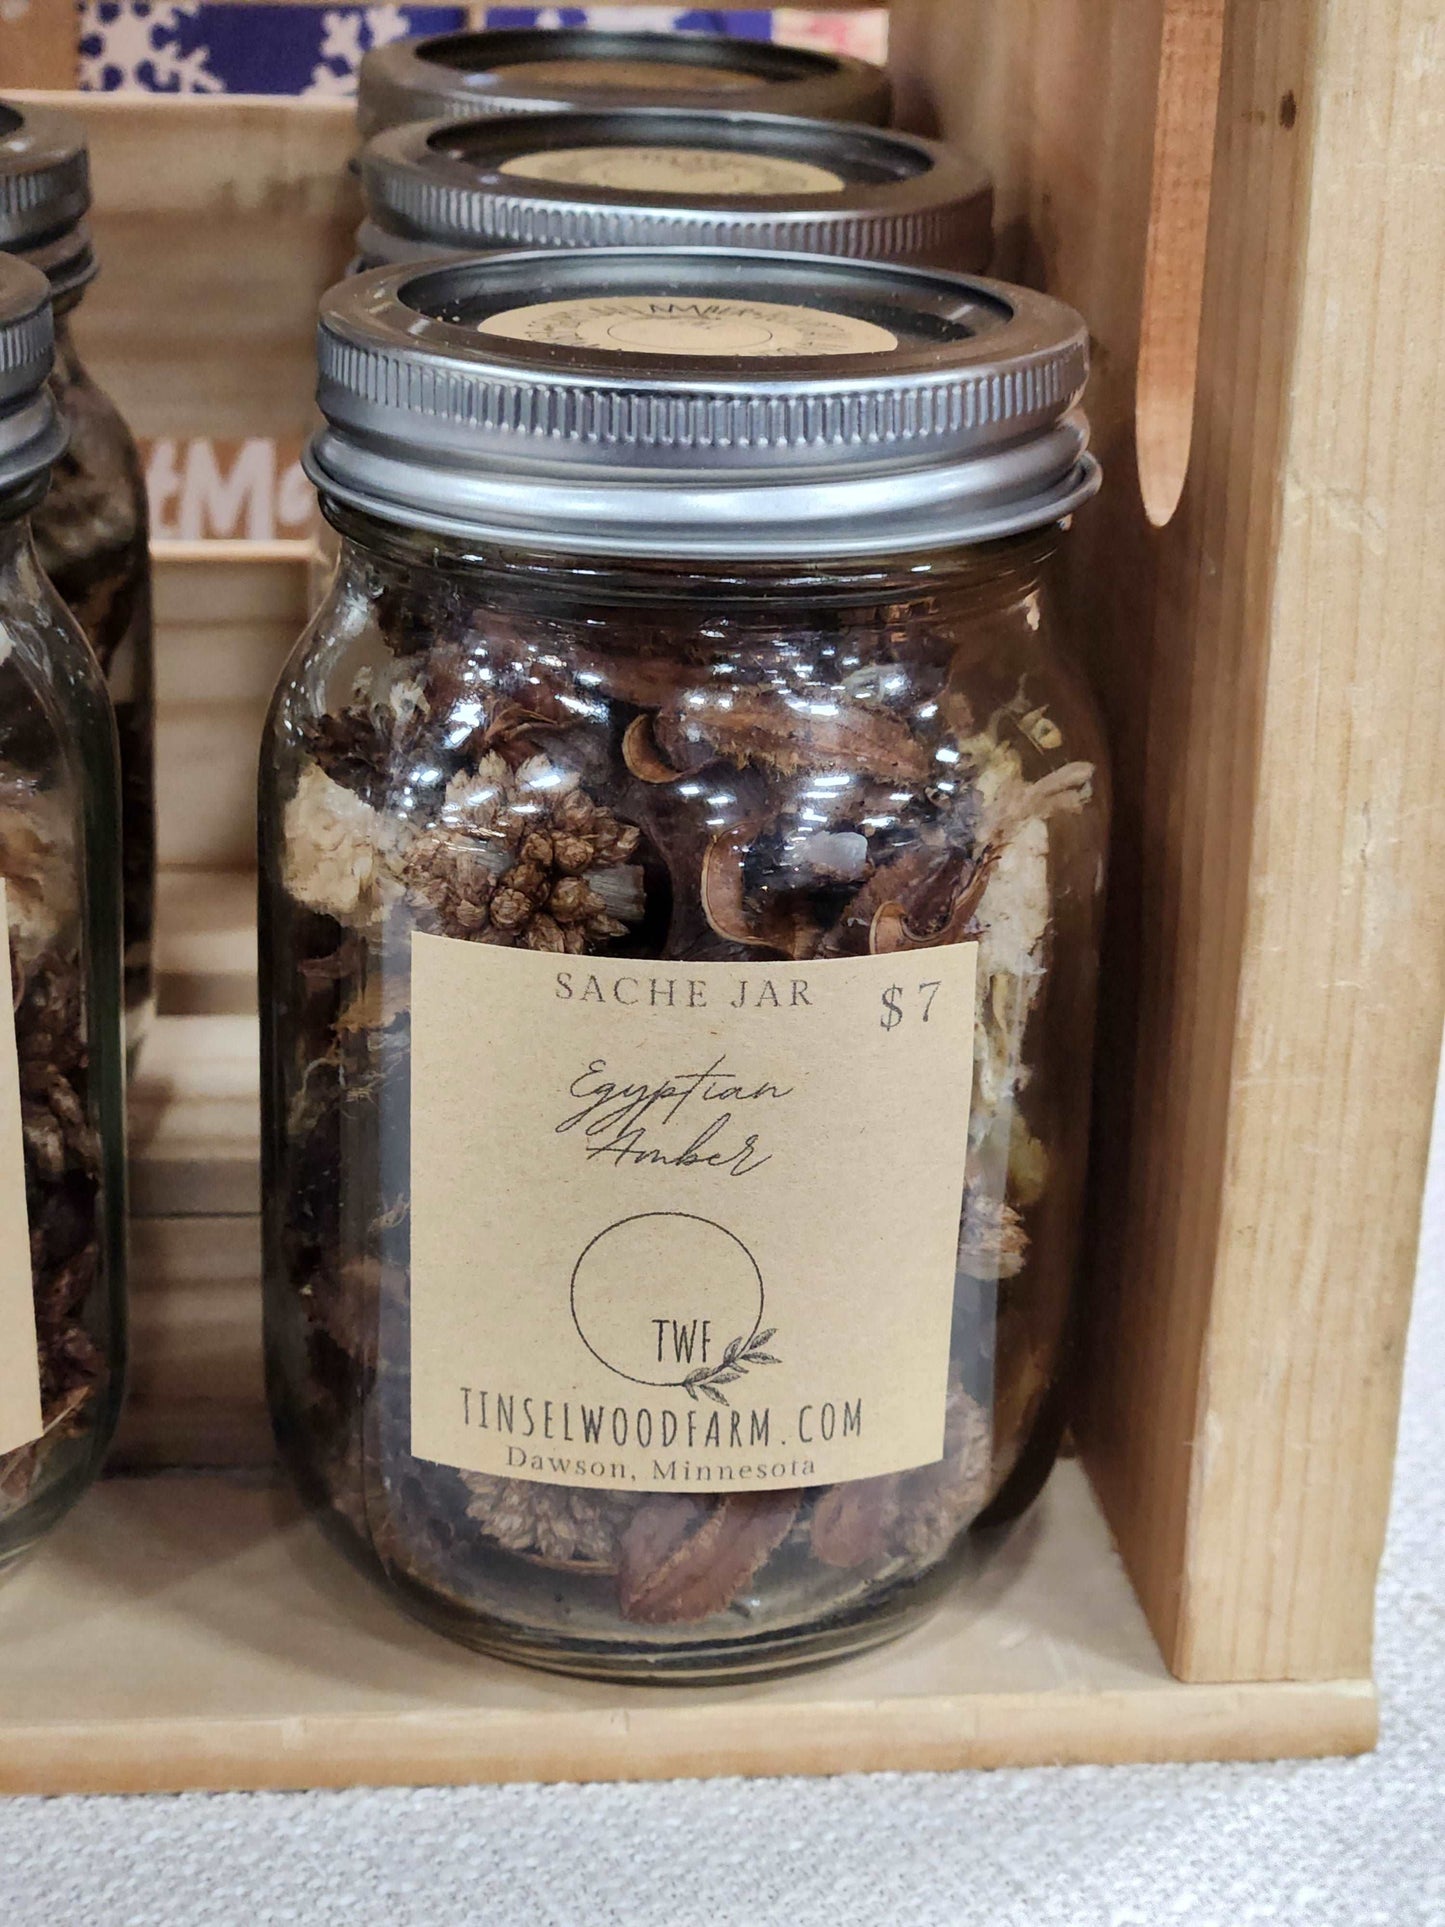 SACHE JAR
$7
Egyptian
Amber
TWF
TINSELWOODFARM.COM
Dawson, Minnesota